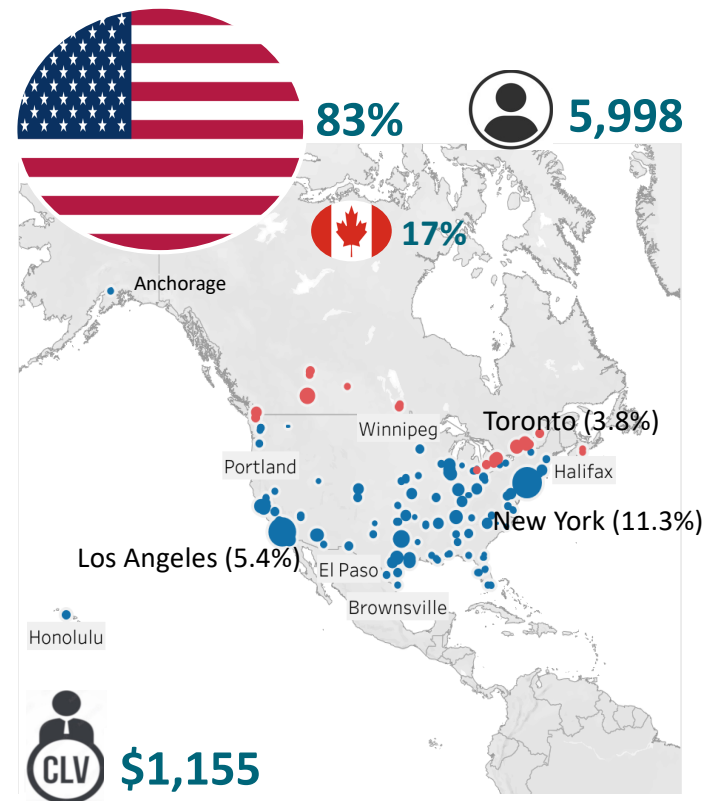 83%
5,998
17%
Anchorage
Toronto (3.8%)
Winnipeg
Portland
Halifax
New York (11.3%)
Los Angeles (5.4%)
El Paso
Brownsville
Honolulu
CLV
$1,155